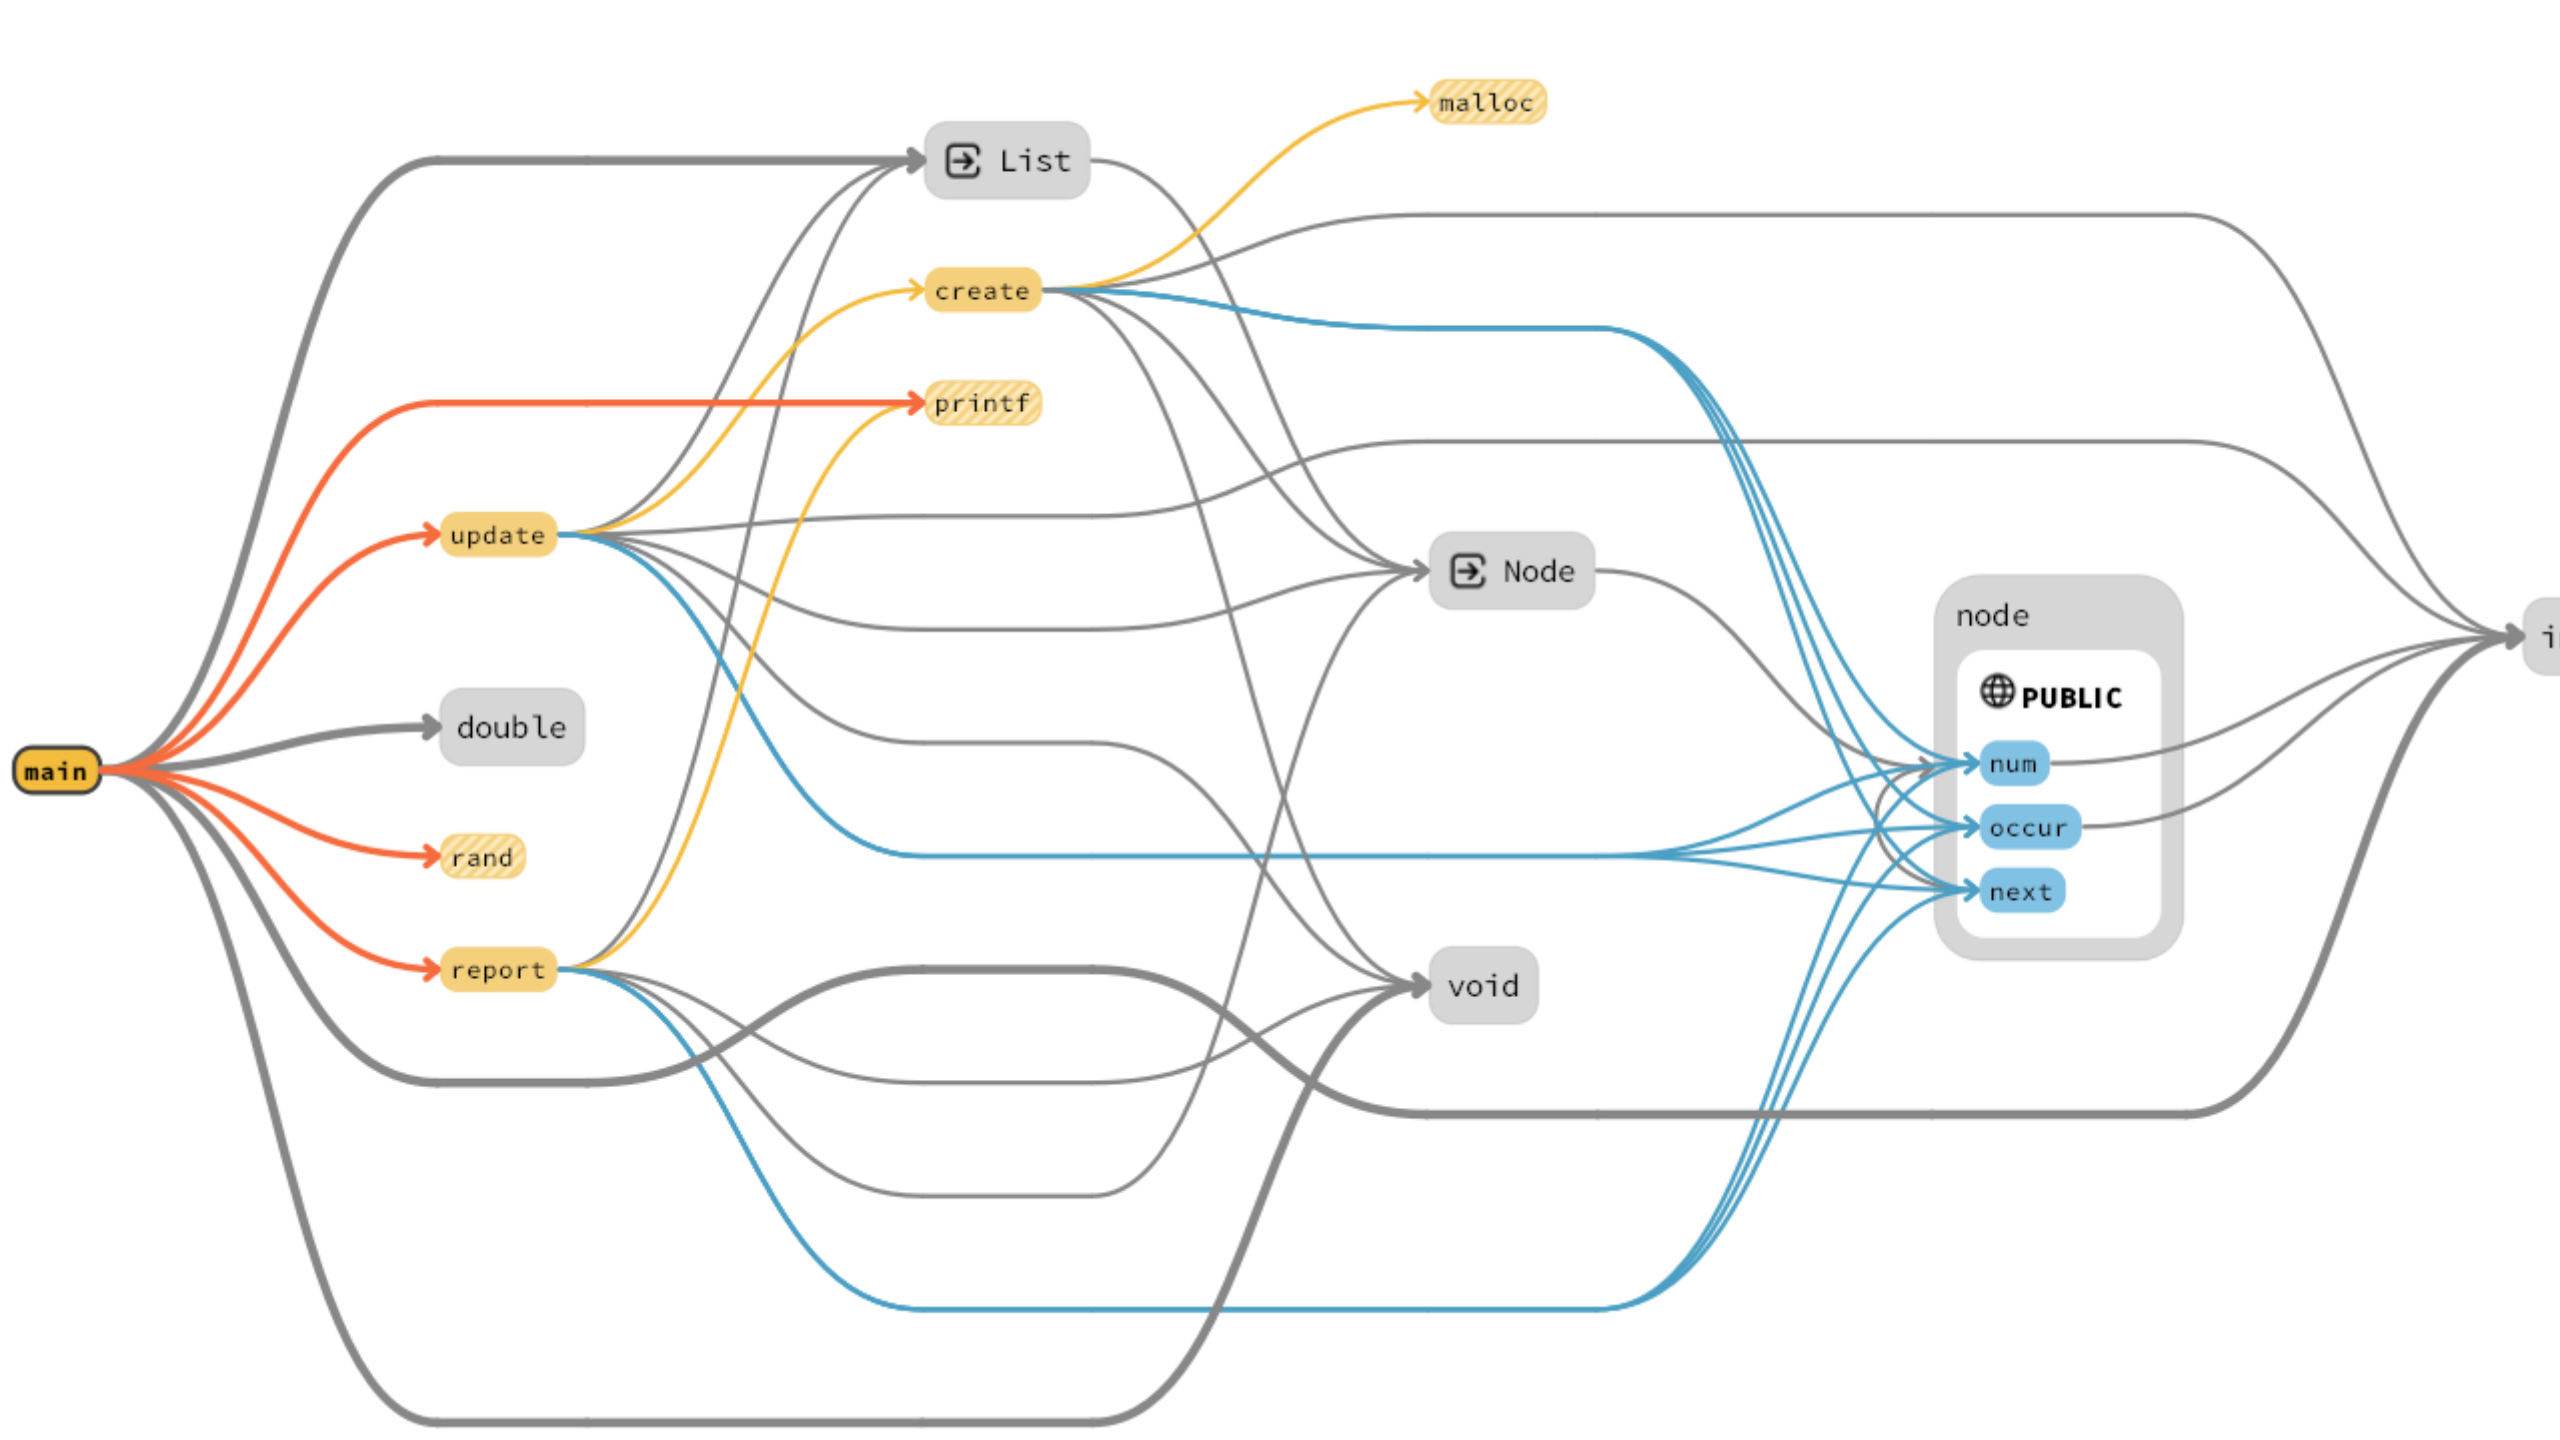 malloc
List
create
printf
update
Node
node
PUBLIC
double
main
num
occur
rand
next
report
void